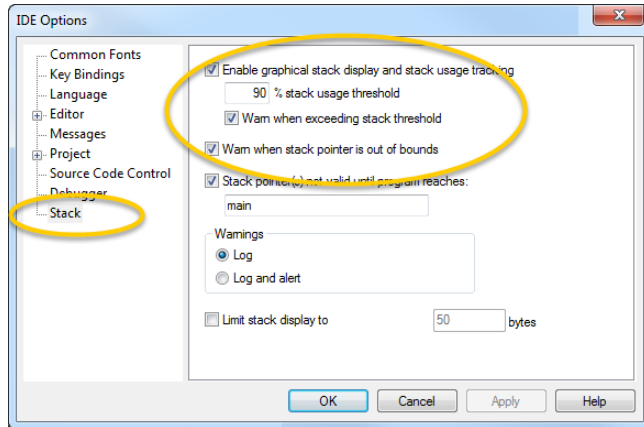 IDE Options
Common Fonts
Key Bindings
Language
Editor
Messages
Project
Source Code Control
Debugger
Stack
Enable graphical stack display and stack usage tracking
90 % stack usage threshold
Warn when exceeding stack threshold
Warn when stack pointer is out of bounds
Stack pointer(s) not valid until program reaches:
main
Warnings
Log
Log and alert
Limit stack display to 50 bytes
OK Cancel Apply Help